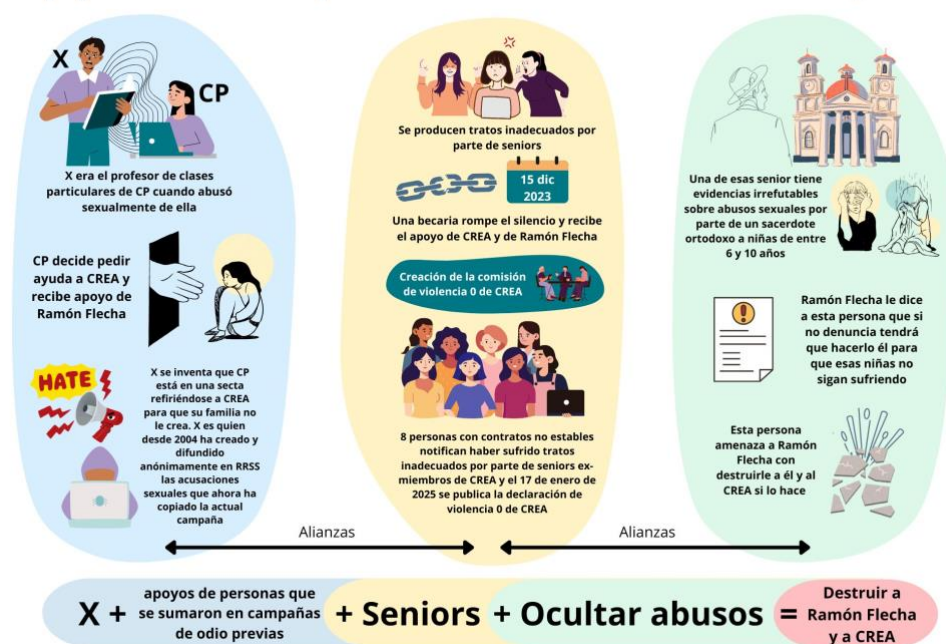 X
CP
X era el profesor de clases
particulares de CP cuando abusó
sexualmente de ella
CP decide pedir
ayuda a CREA y
recibe apoyo de
Ramón Flecha
HATE
X se inventa que CP
está en una secta
refiriéndose a CREA
para que su familia no
le crea. X es quien
desde 2004 ha creado y
difundido
anónimamente en RRSS
las acusaciones
sexuales que ahora ha
copiado la actual
campaña
Se producen tratos inadecuados por
parte de seniors
15 dic
2023
Una becaria rompe el silencio y recibe
el apoyo de CREA y de Ramón Flecha
Creación de la comisión
de violencia 0 de CREA
8 personas con contratos no estables
notifican haber sufrido tratos
inadecuados por parte de seniors ex-
miembros de CREA y el 17 de enero de
2025 se publica la declaración de
violencia 0 de CREA
Una de esas senior tiene
evidencias irrefutables
sobre abusos sexuales por
parte de un sacerdote
ortodoxo a niñas de entre
6 y 10 años
Ramón Flecha le dice
a esta persona que si
no denuncia tendrá
que hacerlo él para
que esas niñas no
sigan sufriendo
Esta persona
amenaza a Ramón
Flecha con
destruirle a él y al
CREA si lo hace
Alianzas
Alianzas
X +
apoyos de personas que
se sumaron en campañas
de odio previas
+ Seniors + Ocultar abusos =
Destruir a
Ramón Flecha
y a CREA